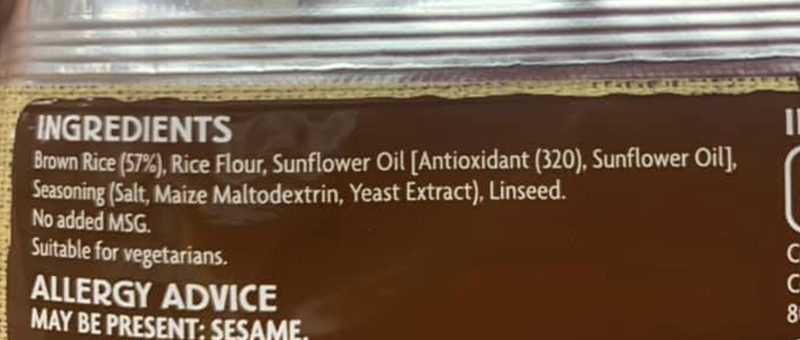 INGREDIENTS
Brown Rice (57%), Rice Flour, Sunflower Oil [Antioxidant (320), Sunflower Oil],
Seasoning (Salt, Maize Maltodextrin, Yeast Extract), Linseed.
No added MSG.
Suitable for vegetarians.
ALLERGY ADVICE
MAY BE PRESENT: SESAME.